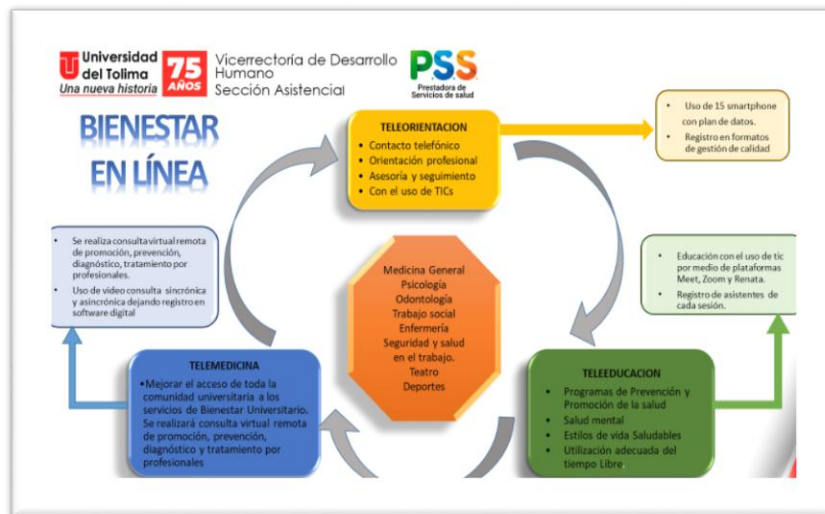 Universidad
del Tolima
Una nueva historia
75
AÑOS
Vicerrectoría de Desarrollo
Humano
Sección Asistencial
PSS
Prestadora de
Servicios de salud
BIENESTAR
EN LÍNEA
TELEORIENTACION
• Contacto telefónico
• Orientación profesional
• Asesoría y seguimiento
• Con el uso de TICs
• Uso de 15 smartphone
con plan de datos.
• Registro en formatos
de gestión de calidad
• Se realiza consulta virtual remota
de promoción, prevención,
diagnóstico, tratamiento por
profesionales.
• Uso de video consulta sincrónica
y asincrónica dejando registro en
software digital
Medicina General
Psicología
Odontología
Trabajo social
Enfermería
Seguridad y salud
en el trabajo.
Teatro
Deportes
• Educación con el uso de tic
por medio de plataformas
Meet, Zoom y Renata.
• Registro de asistentes de
cada sesión.
TELEMEDICINA
•Mejorar el acceso de toda la
comunidad universitaria a los
servicios de Bienestar Universitario.
Se realizará consulta virtual remota
de promoción, prevención,
diagnóstico y tratamiento por
profesionales
TELEEDUCACION
• Programas de Prevención y
Promoción de la salud
• Salud mental
• Estilos de vida Saludables
• Utilización adecuada del
tiempo Libre.